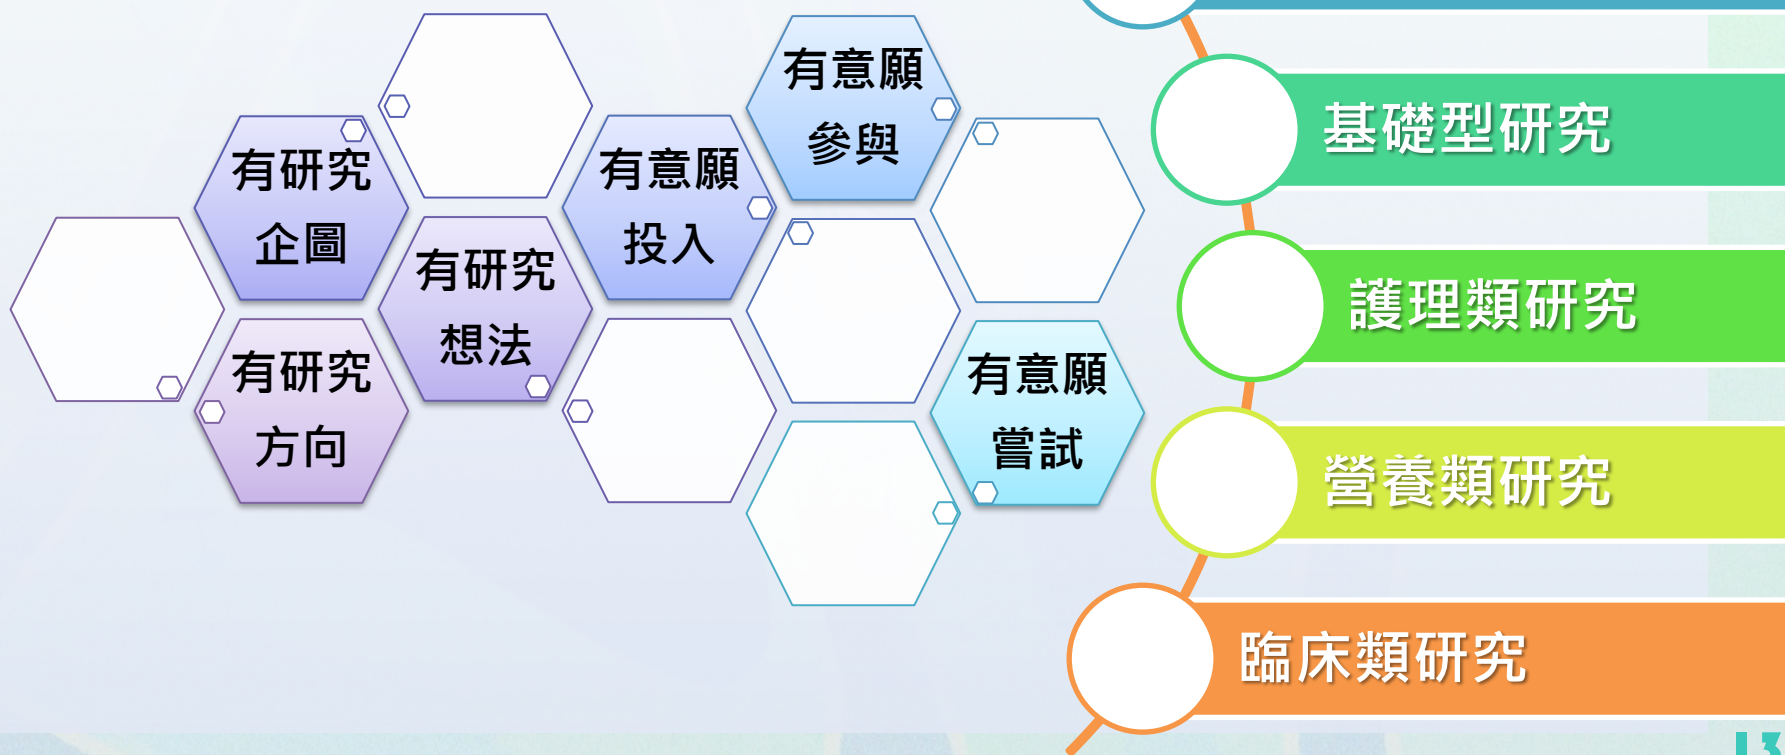 有研究
企圖
有研究
方向
有研究
想法
有意願
投入
有意願
參與
有意願
嘗試
基礎型研究
護理類研究
營養類研究
臨床類研究